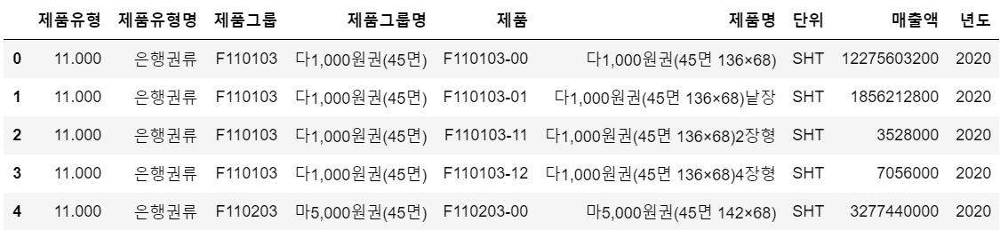 제품유형 제품유형명 제품그룹 제품그룹명 제품 제품명 단위 매출액 년도
0 11.000 은행권류 F110103 다1,000원권(45면) F110103-00 다1,000원권(45면 136×68) SHT 12275603200 2020
1 11.000 은행권류 F110103 다1,000원권(45면) F110103-01 다1,000원권(45면 136×68)낱장 SHT 1856212800 2020
2 11.000 은행권류 F110103 다1,000원권(45면) F110103-11 다1,000원권(45면 136×68)2장형 SHT 3528000 2020
3 11.000 은행권류 F110103 다1,000원권(45면) F110103-12 다1,000원권(45면 136×68)4장형 SHT 7056000 2020
4 11.000 은행권류 F110203 마5,000원권(45면) F110203-00 마5,000원권(45면 142×68) SHT 3277440000 2020